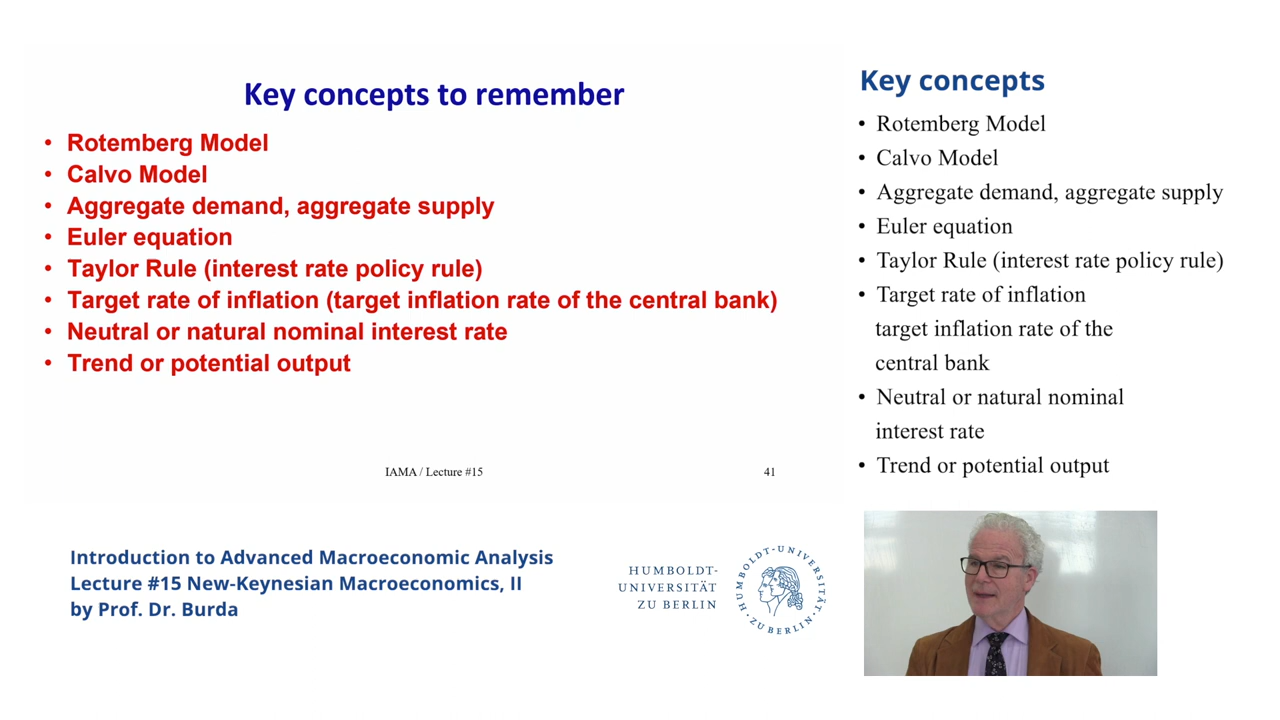 Key concepts to remember
• Rotemberg Model
• Calvo Model
• Aggregate demand, aggregate supply
• Euler equation
• Taylor Rule (interest rate policy rule)
• Target rate of inflation (target inflation rate of the central bank)
• Neutral or natural nominal interest rate
• Trend or potential output
IAMA / Lecture #15
41
Key concepts
• Rotemberg Model
• Calvo Model
• Aggregate demand, aggregate supply
• Euler equation
• Taylor Rule (interest rate policy rule)
• Target rate of inflation
target inflation rate of the
central bank
• Neutral or natural nominal
interest rate
• Trend or potential output
Introduction to Advanced Macroeconomic Analysis
Lecture #15 New-Keynesian Macroeconomics, II
by Prof. Dr. Burda
HUMBOLDT-
UNIVERSITÄT
ZU BERLIN
HUMBOLDT-UNIVERSITÄT
· ZU BERLIN ·